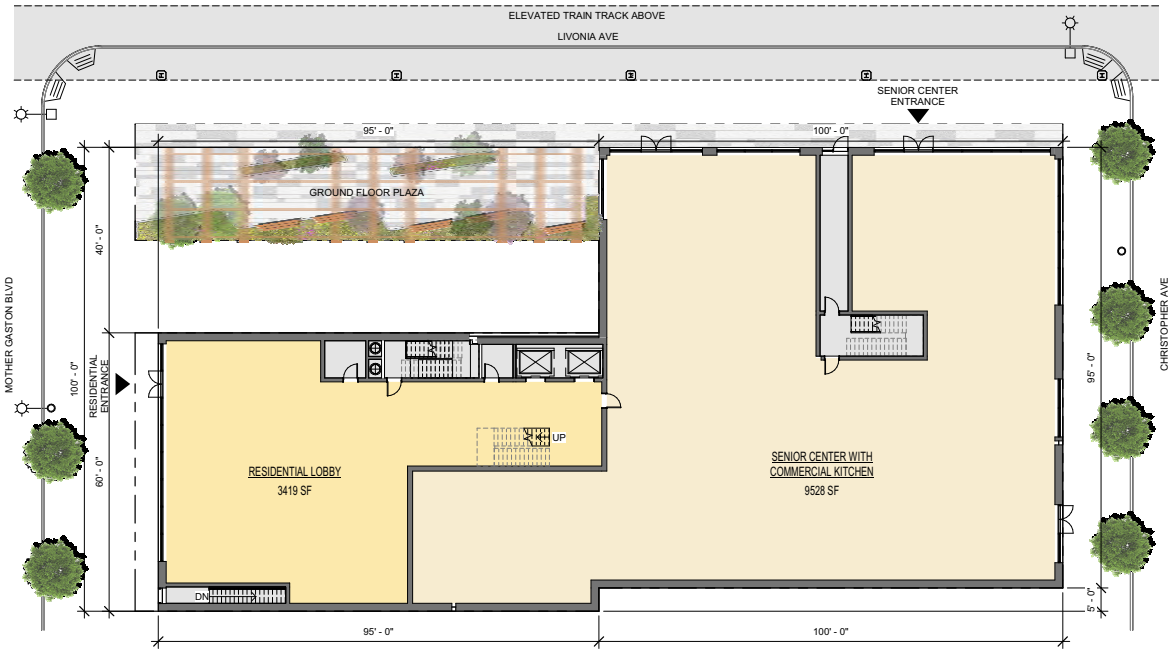 ELEVATED TRAIN TRACK ABOVE
LIVONIA AVE
H
H
H
H
H
SENIOR CENTER
ENTRANCE
95' - 0"
100' - 0"
GROUND FLOOR PLAZA
40' - 0"
MOTHER GASTON BLVD
100' - 0"
RESIDENTIAL
ENTRANCE
60' - 0"
CHRISTOPHER AVE
95' - 0"
5' - 0"
UP
RESIDENTIAL LOBBY
3419 SF
SENIOR CENTER WITH
COMMERCIAL KITCHEN
9528 SF
DN
95' - 0"
100' - 0"